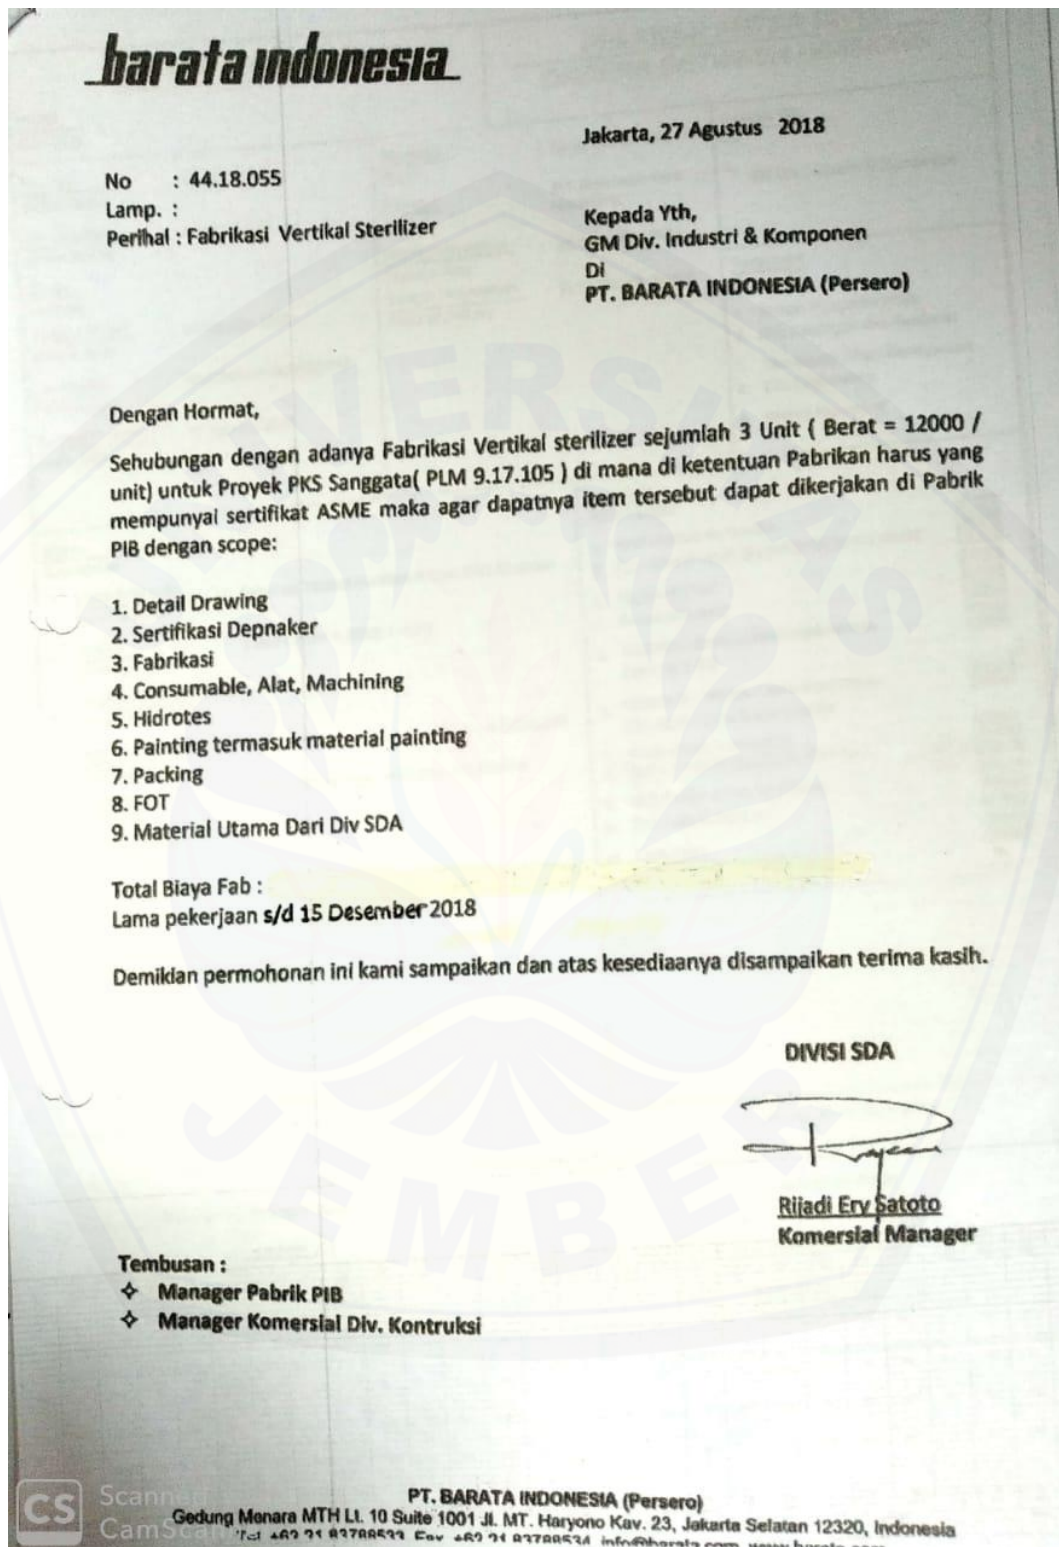 barata indonesia
Jakarta, 27 Agustus 2018
No : 44.18.055
Lamp. :
Perihal : Fabrikasi Vertikal Sterilizer
Kepada Yth,
GM Div. Industri & Komponen
Di
PT. BARATA INDONESIA (Persero)
Dengan Hormat,
Sehubungan dengan adanya Fabrikasi Vertikal sterilizer sejumlah 3 Unit ( Berat = 12000 /
unit) untuk Proyek PKS Sanggata( PLM 9.17.105 ) di mana di ketentuan Pabrikan harus yang
mempunyai sertifikat ASME maka agar dapatnya item tersebut dapat dikerjakan di Pabrik
PIB dengan scope:
1. Detail Drawing
2. Sertifikasi Depnaker
3. Fabrikasi
4. Consumable, Alat, Machining
5. Hidrotes
6. Painting termasuk material painting
7. Packing
8. FOT
9. Material Utama Dari Div SDA
Total Biaya Fab :
Lama pekerjaan s/d 15 Desember 2018
Demikian permohonan ini kami sampaikan dan atas kesediaanya disampaikan terima kasih.
DIVISI SDA
Rijadi Ery Satoto
Komersial Manager
Tembusan :
Manager Pabrik PIB
Manager Komersial Div. Kontruksi
UNIVERSITAS JEMBER
CS
PT. BARATA INDONESIA (Persero)
Gedung Menara MTH Lt. 10 Suite 1001 Jl. MT. Haryono Kav. 23, Jakarta Selatan 12320, Indonesia